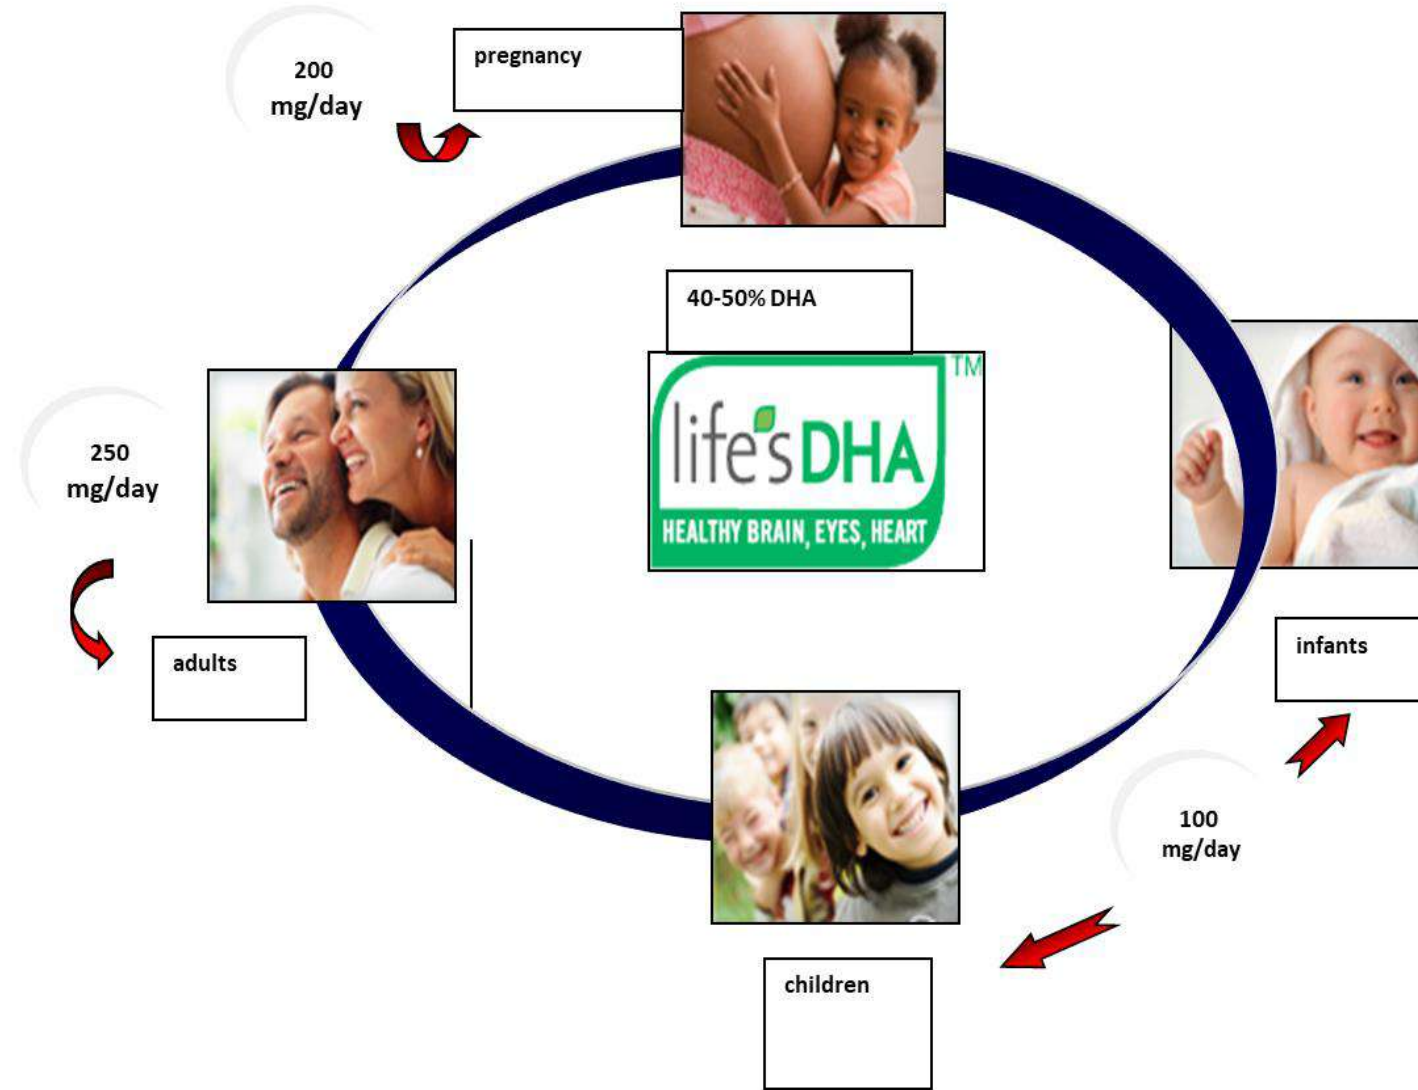 200
mg/day
pregnancy
40-50% DHA
TM
life's DHA
HEALTHY BRAIN, EYES, HEART
250
mg/day
adults
infants
100
mg/day
children